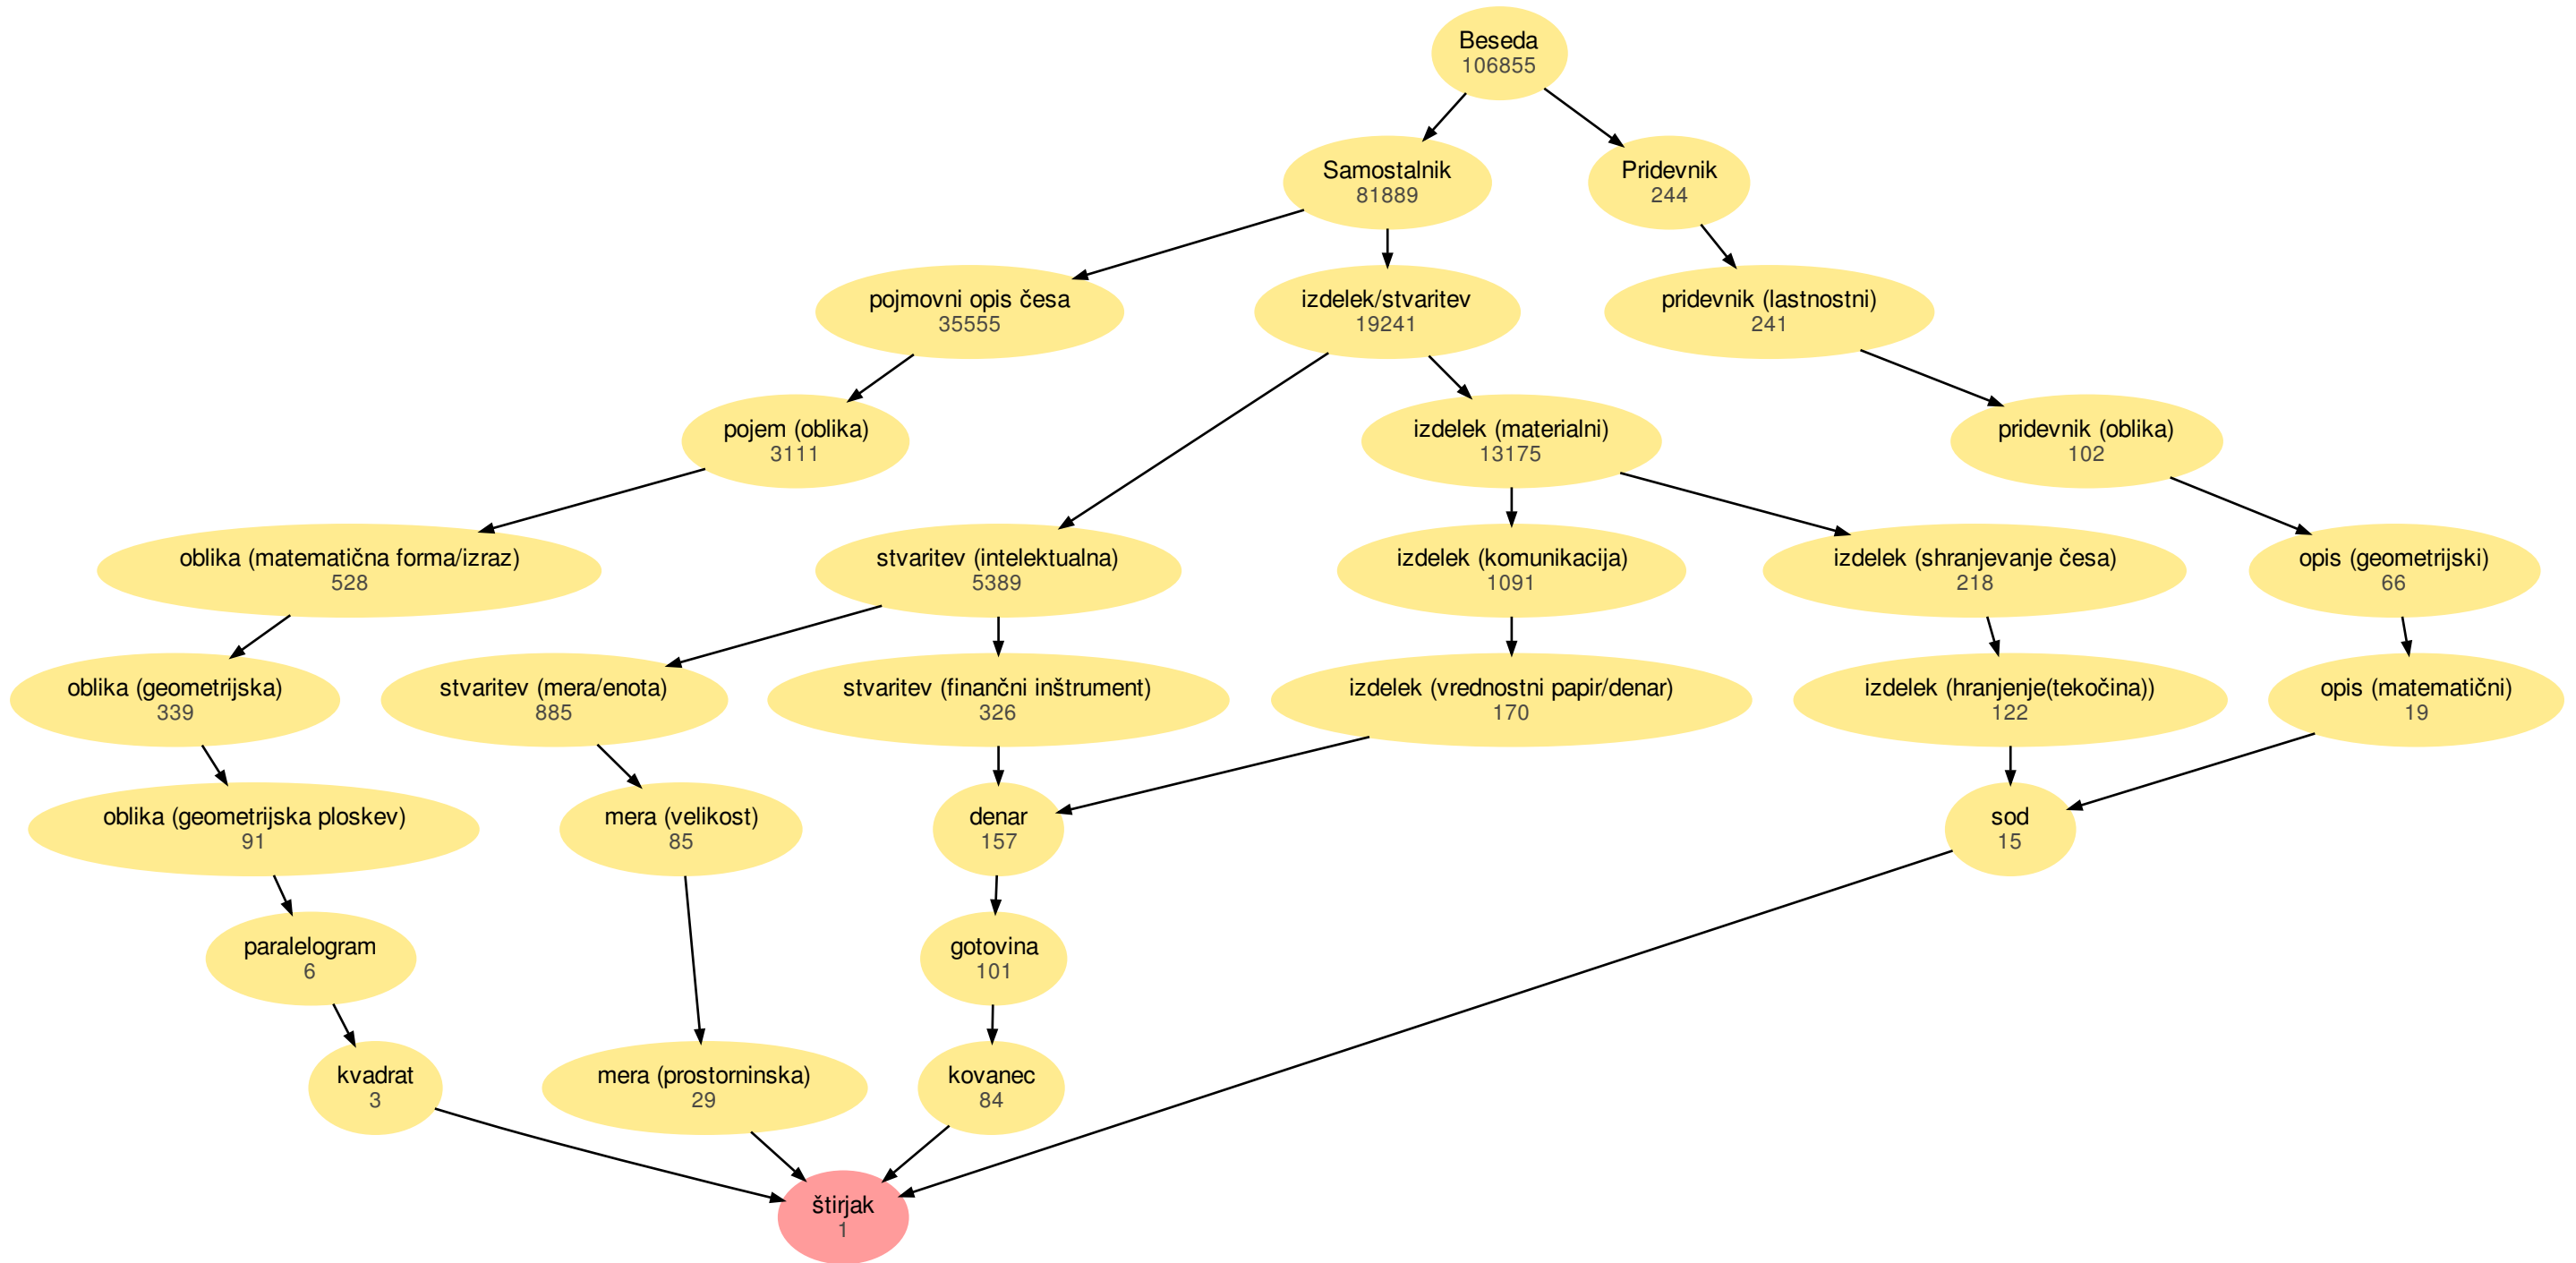 Beseda
106855
Samostalnik
81889
Pridevnik
244
pojmovni opis česa
35555
izdelek/stvaritev
19241
pridevnik (lastnostni)
241
pojem (oblika)
3111
izdelek (materialni)
13175
pridevnik (oblika)
102
oblika (matematična forma/izraz)
528
stvaritev (intelektualna)
5389
izdelek (komunikacija)
1091
izdelek (shranjevanje česa)
218
opis (geometrijski)
66
oblika (geometrijska)
339
stvaritev (mera/enota)
885
stvaritev (finančni inštrument)
326
izdelek (vrednostni papir/denar)
170
izdelek (hranjenje(tekočina))
122
opis (matematični)
19
oblika (geometrijska ploskev)
91
mera (velikost)
85
denar
157
sod
15
paralelogram
6
gotovina
101
kvadrat
3
mera (prostorninska)
29
kovanec
84
štirjak
1